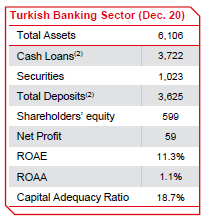 Turkish Banking Sector (Dec. 20)
Total Assets 6,106
Cash Loans(2) 3,722
Securities 1,023
Total Deposits(2) 3,625
Shareholders' equity 599
Net Profit 59
ROAE 11.3%
ROAA 1.1%
Capital Adequacy Ratio 18.7%